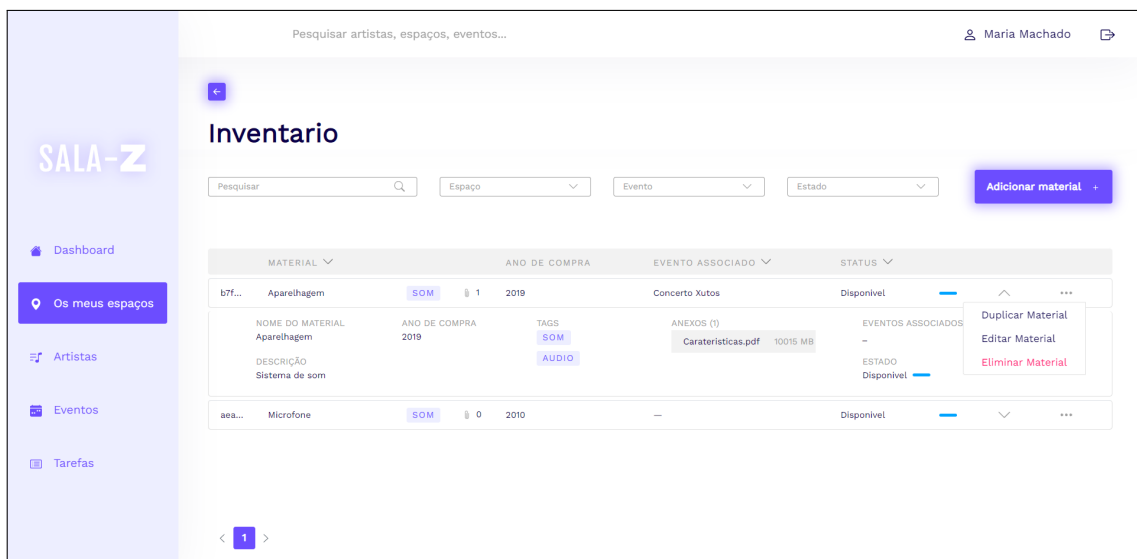 Pesquisar artistas, espaços, eventos...
Maria Machado
SALA-Z
Dashboard
Os meus espaços
Artistas
Eventos
Tarefas
Inventario
Pesquisar
Espaço
Evento
Estado
Adicionar material +
MATERIAL
ANO DE COMPRA
EVENTO ASSOCIADO
STATUS
b7f... Aparelhagem SOM 1 2019 Concerto Xutos Disponivel ...
NOME DO MATERIAL
Aparelhagem
DESCRIÇÃO
Sistema de som
ANO DE COMPRA
2019
TAGS
SOM
AUDIO
ANEXOS (1)
Carateristicas.pdf 10015 MB
EVENTOS ASSOCIADOS
–
ESTADO
Disponivel
Duplicar Material
Editar Material
Eliminar Material
aea... Microfone SOM 0 2010 — Disponivel ...
< 1 >